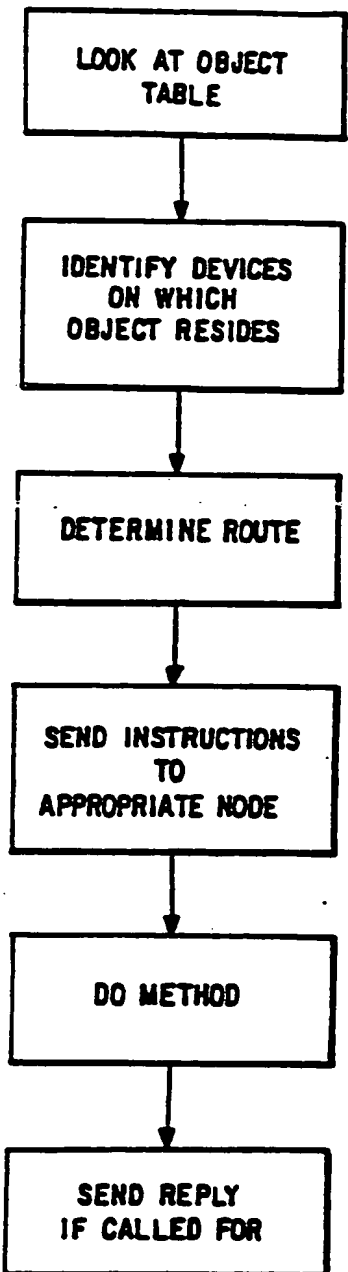 LOOK AT OBJECT
TABLE
IDENTIFY DEVICES
ON WHICH
OBJECT RESIDES
DETERMINE ROUTE
SEND INSTRUCTIONS
TO
APPROPRIATE NODE
DO METHOD
SEND REPLY
IF CALLED FOR